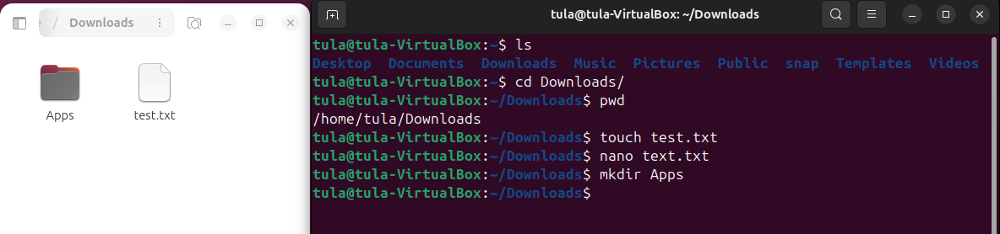 e / Downloads
Apps
test.txt
tula@tula-VirtualBox: ~/Downloads
tula@tula-VirtualBox:~$ ls
Desktop Documents Downloads Music Pictures Public snap Templates Videos
tula@tula-VirtualBox:~$ cd Downloads/
tula@tula-VirtualBox:~/Downloads$ pwd
/home/tula/Downloads
tula@tula-VirtualBox:~/Downloads$ touch test.txt
tula@tula-VirtualBox:~/Downloads$ nano text.txt
tula@tula-VirtualBox:~/Downloads$ mkdir Apps
tula@tula-VirtualBox:~/Downloads$